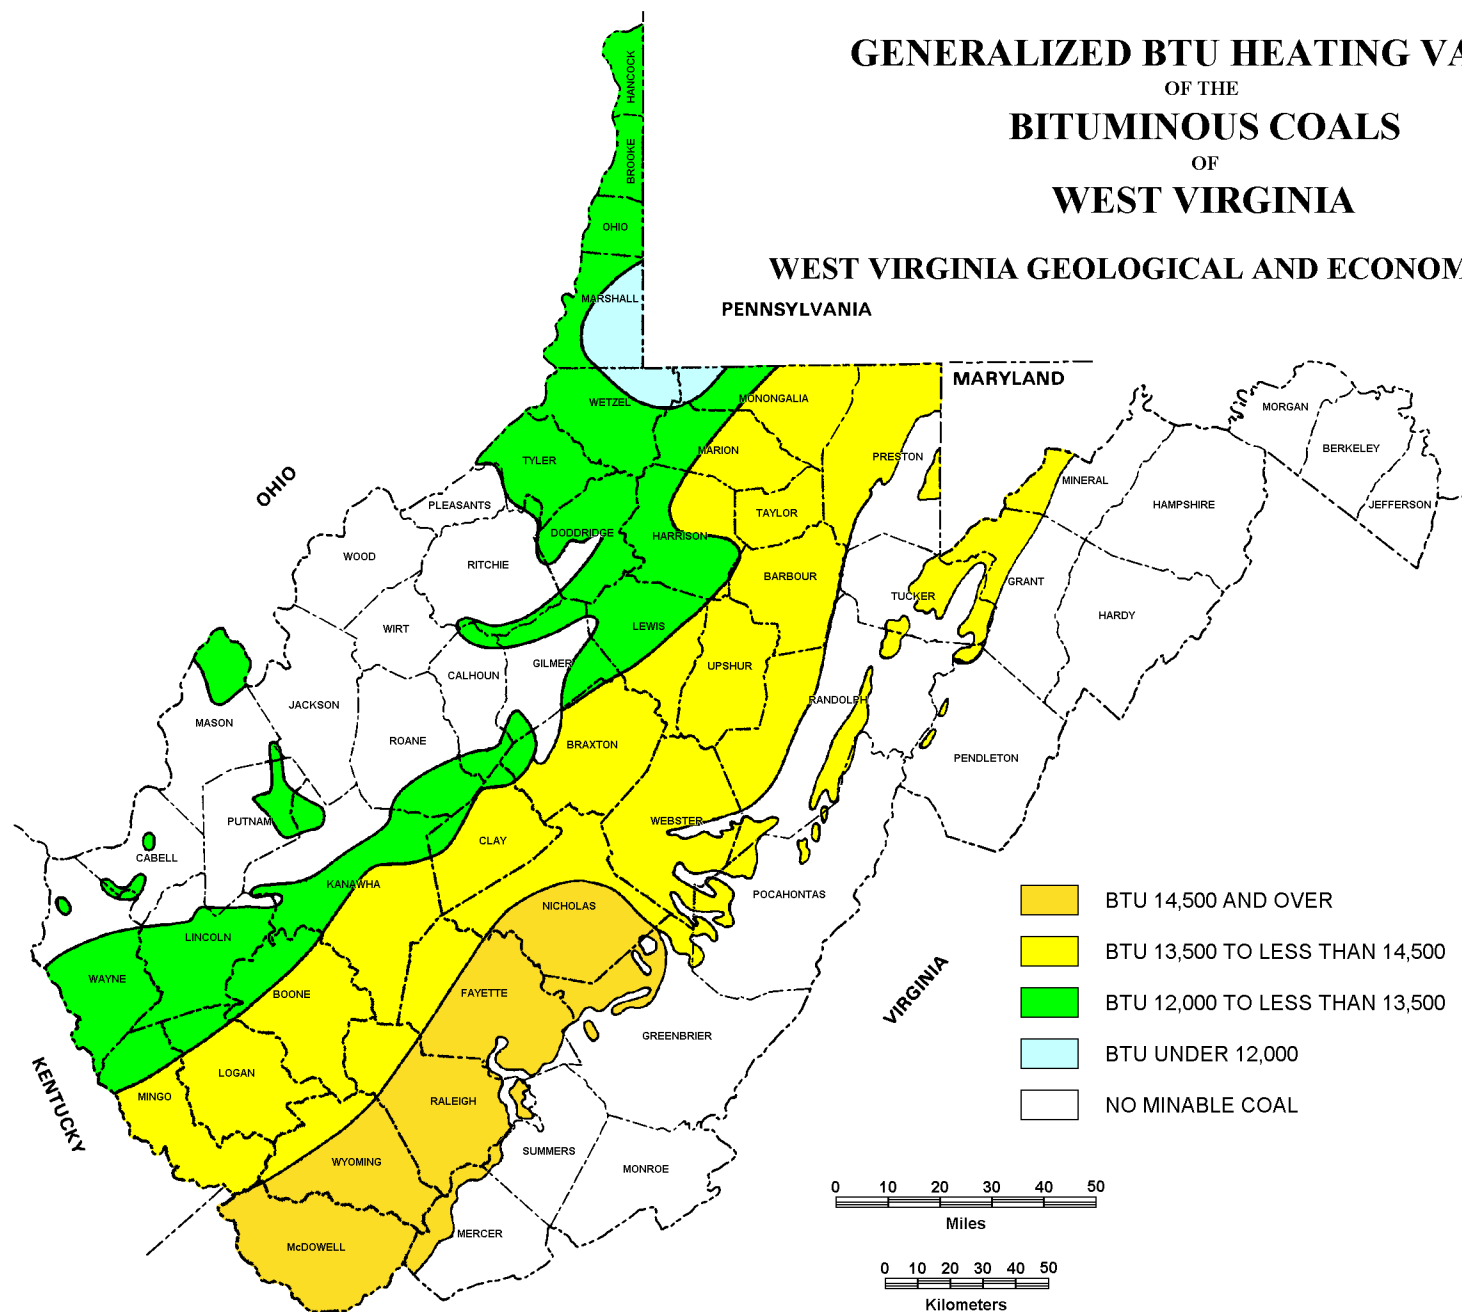 GENERALIZED BTU HEATING VA
OF THE
BITUMINOUS COALS
OF
WEST VIRGINIA
WEST VIRGINIA GEOLOGICAL AND ECONOM
HANCOCK
BROOKE
OHIO
MARSHALL
PENNSYLVANIA
MARYLAND
WETZEL
MONONGALIA
MORGAN
BERKELEY
JEFFERSON
TYLER
MARION
PRESTON
MINERAL
HAMPSHIRE
OHIO
PLEASANTS
TAYLOR
DODDRIDGE
HARRISON
WOOD
RITCHIE
BARBOUR
TUCKER
GRANT
HARDY
WIRT
LEWIS
CALHOUN
GILMER
UPSHUR
RANDOLPH
JACKSON
MASON
ROANE
BRAXTON
PENDLETON
PUTNAM
WEBSTER
CLAY
CABELL
KANAWHA
POCAHONTAS
NICHOLAS
LINCOLN
WAYNE
BOONE
FAYETTE
VIRGINIA
GREENBRIER
KENTUCKY
LOGAN
MINGO
RALEIGH
SUMMERS
WYOMING
MONROE
MERCER
McDOWELL
BTU 14,500 AND OVER
BTU 13,500 TO LESS THAN 14,500
BTU 12,000 TO LESS THAN 13,500
BTU UNDER 12,000
NO MINABLE COAL
0 10 20 30 40 50
Miles
0 10 20 30 40 50
Kilometers